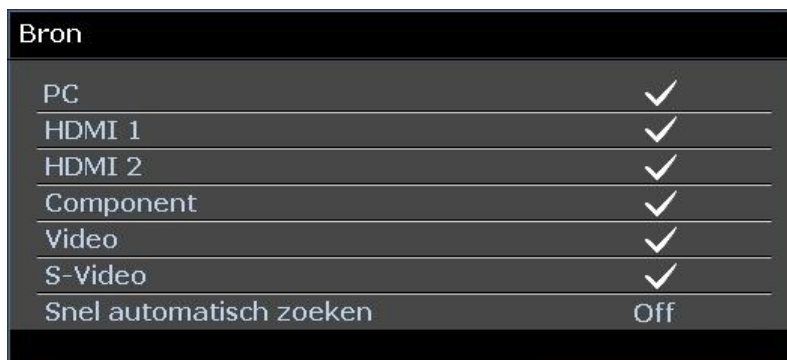 Bron
PC ✓
HDMI 1 ✓
HDMI 2 ✓
Component ✓
Video ✓
S-Video ✓
Snel automatisch zoeken Off